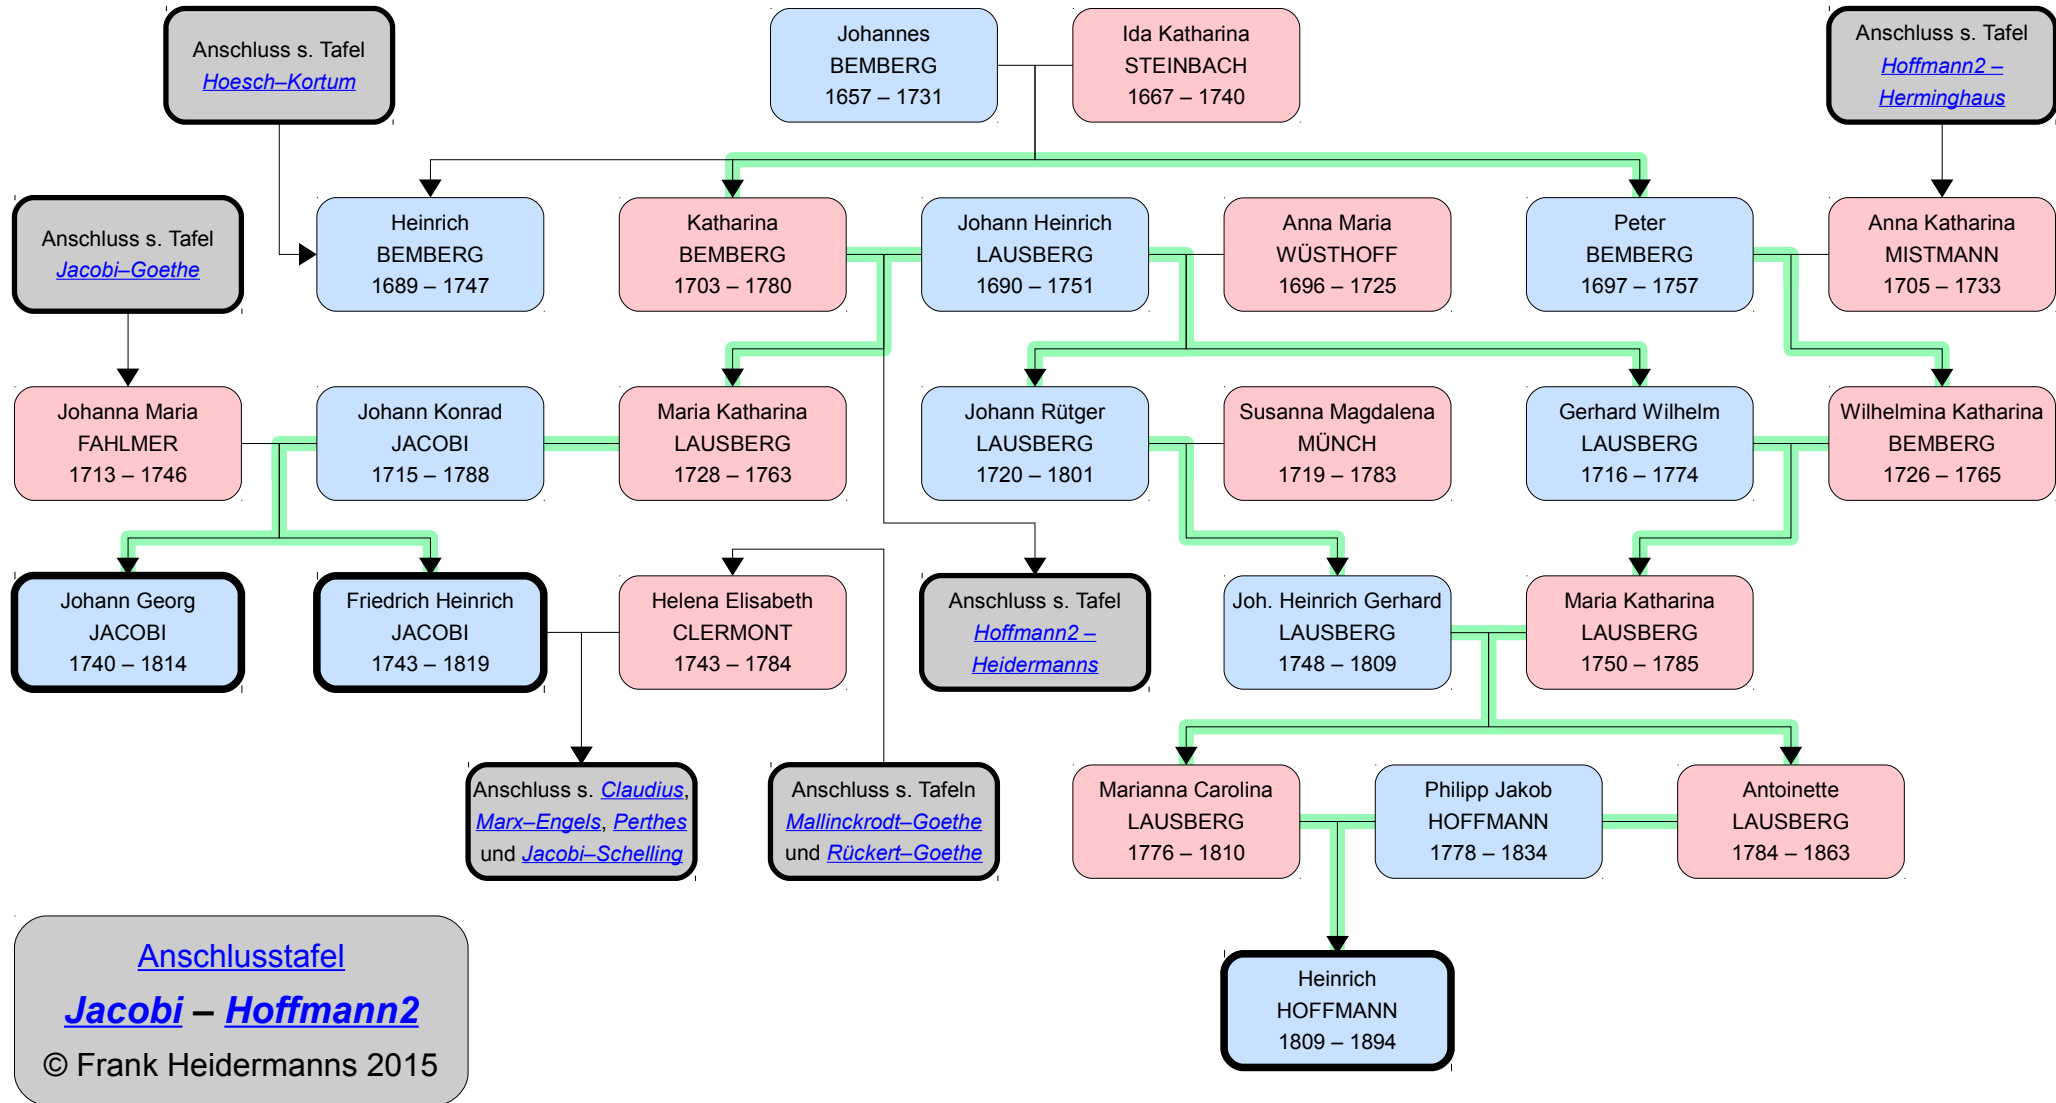 Anschluss s. Tafel
Hoesch–Kortum
Johannes
BEMBERG
1657 – 1731
Ida Katharina
STEINBACH
1667 – 1740
Anschluss s. Tafel
Hoffmann2 –
Herminghaus
Anschluss s. Tafel
Jacobi–Goethe
Heinrich
BEMBERG
1689 – 1747
Katharina
BEMBERG
1703 – 1780
Johann Heinrich
LAUSBERG
1690 – 1751
Anna Maria
WÜSTHOFF
1696 – 1725
Peter
BEMBERG
1697 – 1757
Anna Katharina
MISTMANN
1705 – 1733
Johanna Maria
FAHLMER
1713 – 1746
Johann Konrad
JACOBI
1715 – 1788
Maria Katharina
LAUSBERG
1728 – 1763
Johann Rütger
LAUSBERG
1720 – 1801
Susanna Magdalena
MÜNCH
1719 – 1783
Gerhard Wilhelm
LAUSBERG
1716 – 1774
Wilhelmina Katharina
BEMBERG
1726 – 1765
Johann Georg
JACOBI
1740 – 1814
Friedrich Heinrich
JACOBI
1743 – 1819
Helena Elisabeth
CLERMONT
1743 – 1784
Anschluss s. Tafel
Hoffmann2 –
Heidermanns
Joh. Heinrich Gerhard
LAUSBERG
1748 – 1809
Maria Katharina
LAUSBERG
1750 – 1785
Anschluss s. Claudius,
Marx–Engels, Perthes
und Jacobi–Schelling
Anschluss s. Tafeln
Mallinckrodt–Goethe
und Rückert–Goethe
Marianna Carolina
LAUSBERG
1776 – 1810
Philipp Jakob
HOFFMANN
1778 – 1834
Antoinette
LAUSBERG
1784 – 1863
Anschlusstafel
Jacobi – Hoffmann2
© Frank Heidermanns 2015
Heinrich
HOFFMANN
1809 – 1894